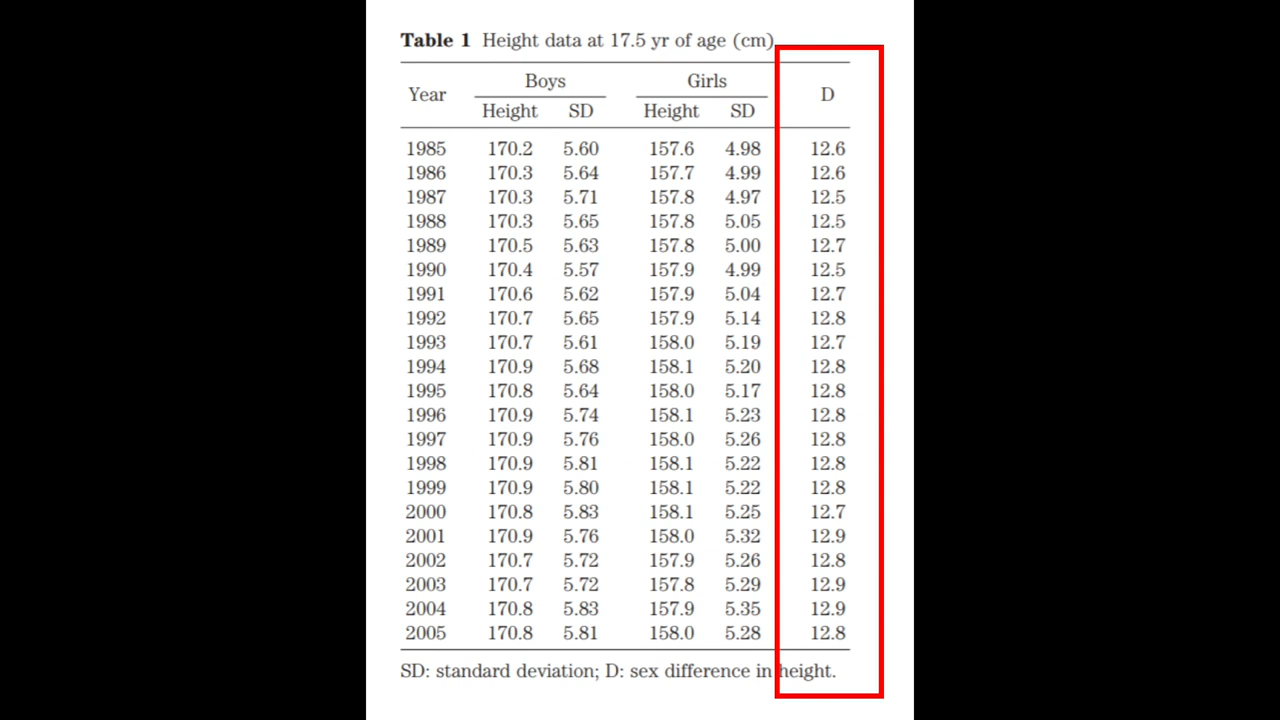 Table 1 Height data at 17.5 yr of age (cm)
Boys Girls
Year D
Height SD Height SD
1985 170.2 5.60 157.6 4.98 12.6
1986 170.3 5.64 157.7 4.99 12.6
1987 170.3 5.71 157.8 4.97 12.5
1988 170.3 5.65 157.8 5.05 12.5
1989 170.5 5.63 157.8 5.00 12.7
1990 170.4 5.57 157.9 4.99 12.5
1991 170.6 5.62 157.9 5.04 12.7
1992 170.7 5.65 157.9 5.14 12.8
1993 170.7 5.61 158.0 5.19 12.7
1994 170.9 5.68 158.1 5.20 12.8
1995 170.8 5.64 158.0 5.17 12.8
1996 170.9 5.74 158.1 5.23 12.8
1997 170.9 5.76 158.0 5.26 12.8
1998 170.9 5.81 158.1 5.22 12.8
1999 170.9 5.80 158.1 5.22 12.8
2000 170.8 5.83 158.1 5.25 12.7
2001 170.9 5.76 158.0 5.32 12.9
2002 170.7 5.72 157.9 5.26 12.8
2003 170.7 5.72 157.8 5.29 12.9
2004 170.8 5.83 157.9 5.35 12.9
2005 170.8 5.81 158.0 5.28 12.8
SD: standard deviation; D: sex difference in height.